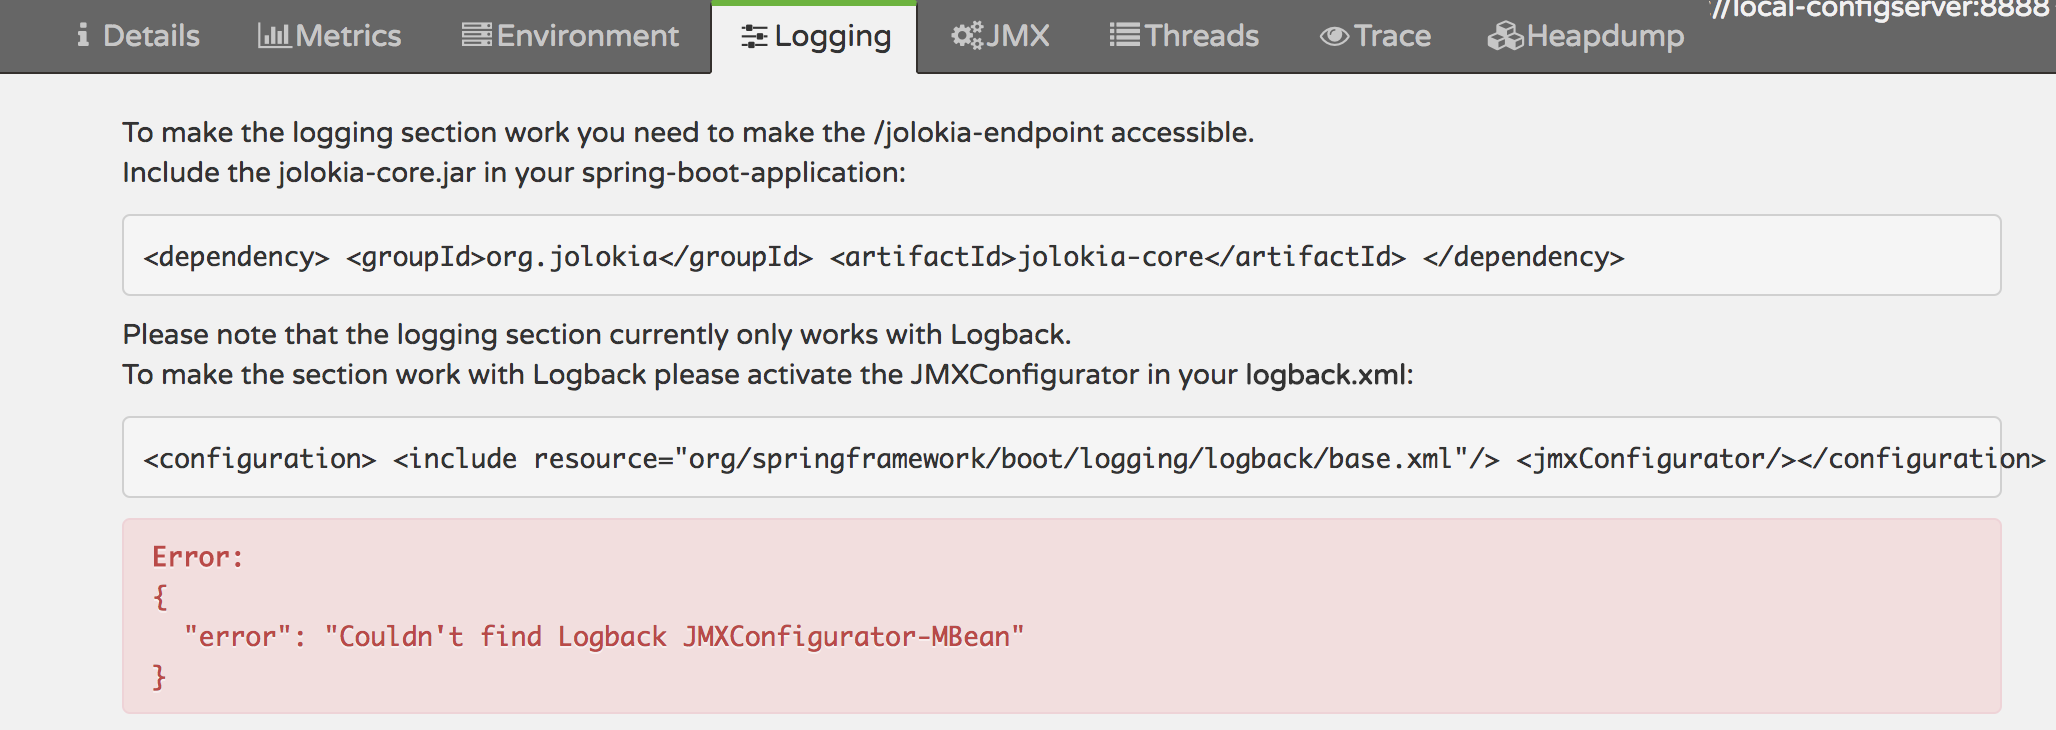 ://local-configserver:8888
Details Metrics Environment Logging JMX Threads Trace Heapdump
To make the logging section work you need to make the /jolokia-endpoint accessible.
Include the jolokia-core.jar in your spring-boot-application:
<dependency> <groupId>org.jolokia</groupId> <artifactId>jolokia-core</artifactId> </dependency>
Please note that the logging section currently only works with Logback.
To make the section work with Logback please activate the JMXConfigurator in your logback.xml:
<configuration> <include resource="org/springframework/boot/logging/logback/base.xml"/> <jmxConfigurator/></configuration>
Error:
{
"error": "Couldn't find Logback JMXConfigurator-MBean"
}